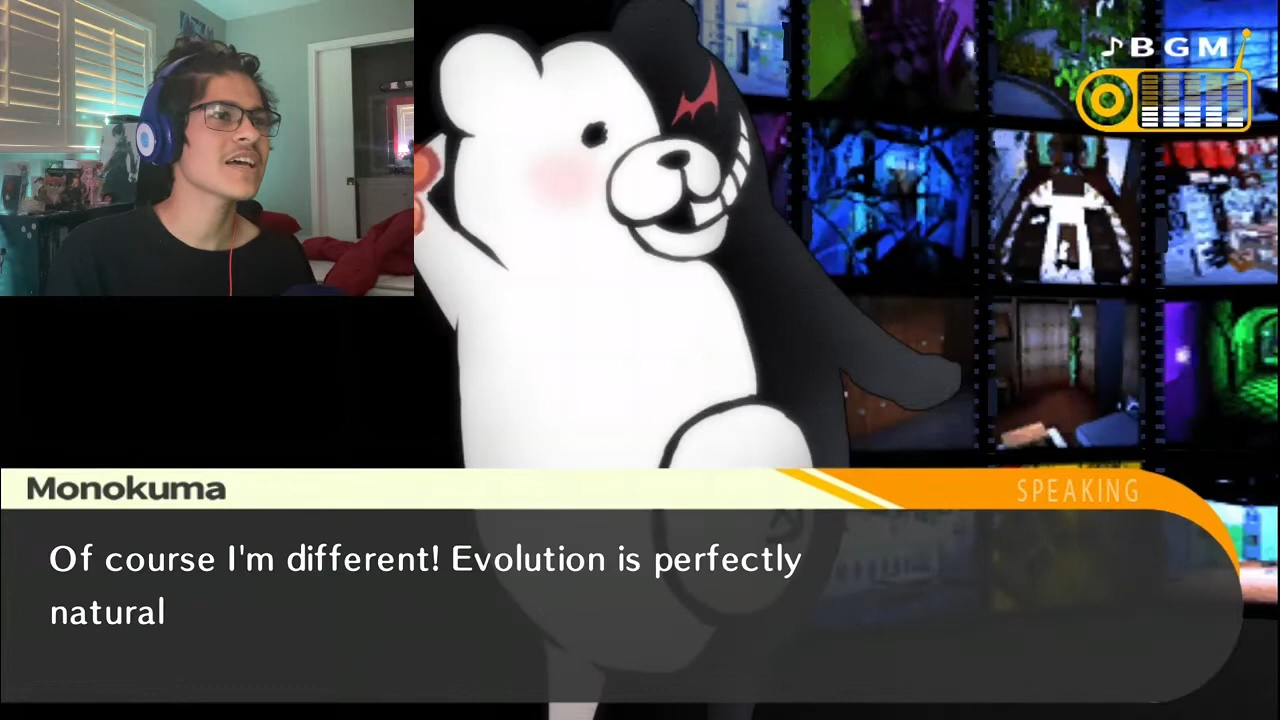 ♪BGM
Monokuma
SPEAKING
Of course I'm different! Evolution is perfectly
natural